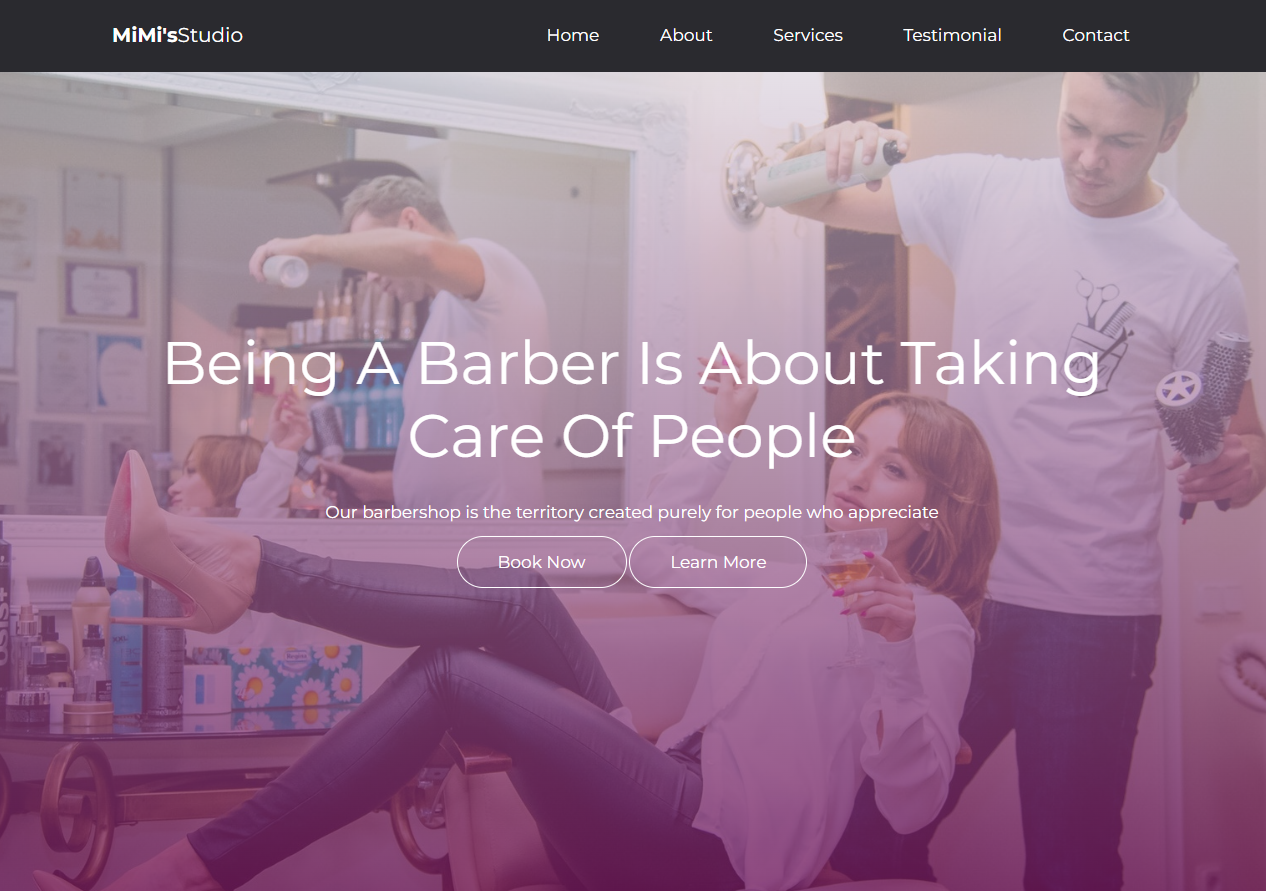 MiMi'sStudio
Home About Services Testimonial Contact
Being A Barber Is About Taking
Care Of People
Our barbershop is the territory created purely for people who appreciate
Book Now Learn More